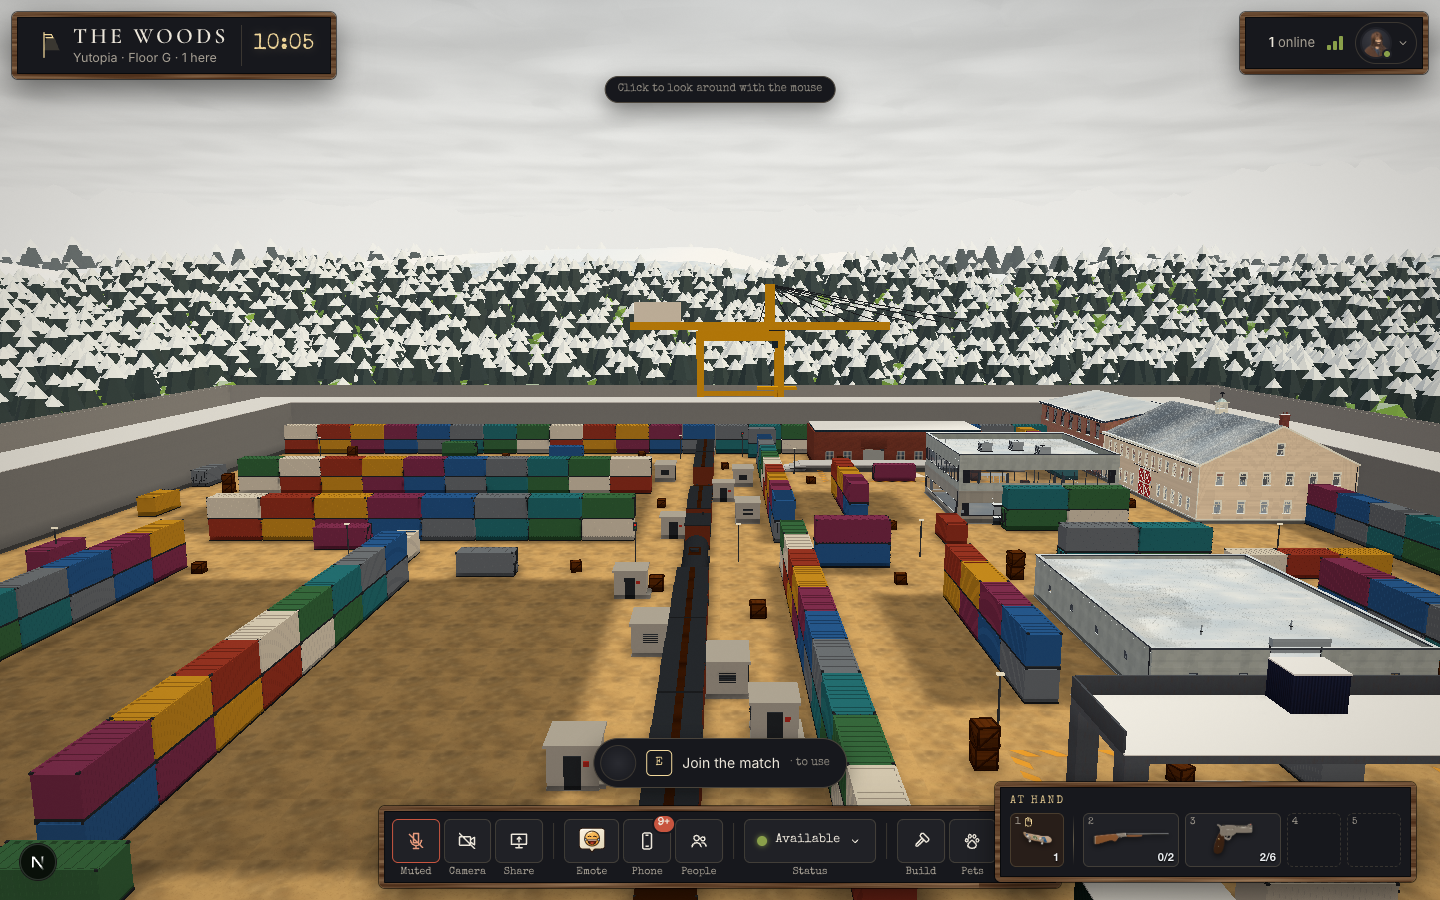 THE WOODS
Yutopia · Floor G · 1 here
10:05
1 online
Click to look around with the mouse
E Join the match · to use
AT HAND
1 2 3 4 5
1 0/2 2/6
9+
Available
Muted Camera Share Emote Phone People Status Build Pets
N